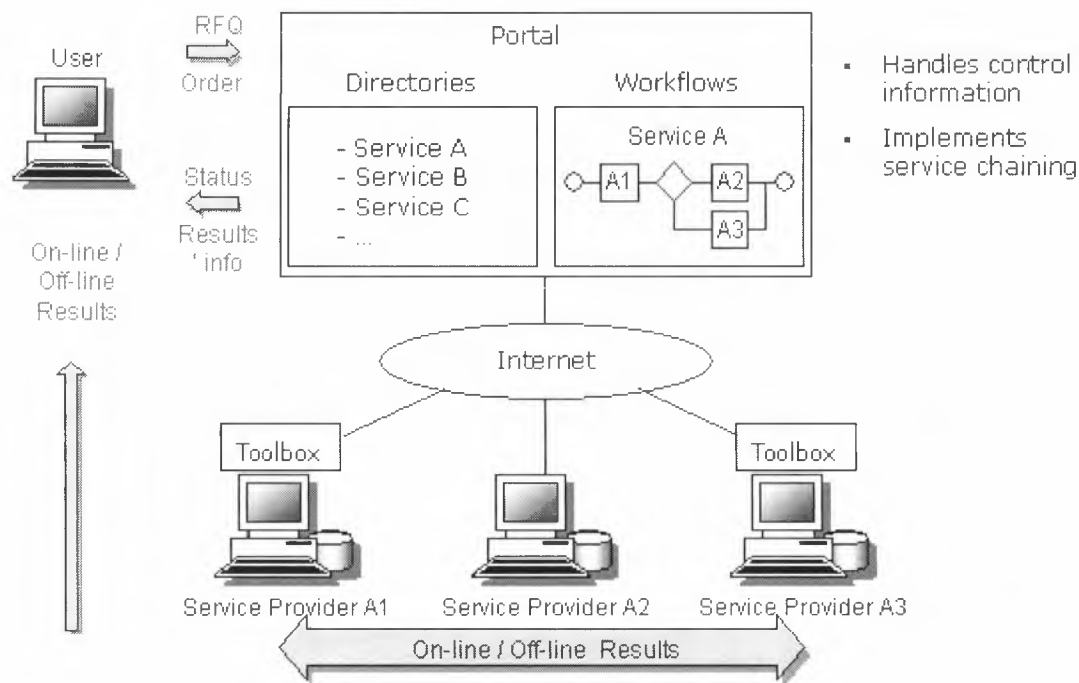 User
RFQ
Order
Status
Results
' info
On-line /
Off-line
Results
Portal
Directories
- Service A
- Service B
- Service C
- ...
Workflows
Service A
A1
A2
A3
▪ Handles control
information
▪ Implements
service chaining
Internet
Toolbox
Toolbox
Service Provider A1
Service Provider A2
Service Provider A3
On-line / Off-line Results